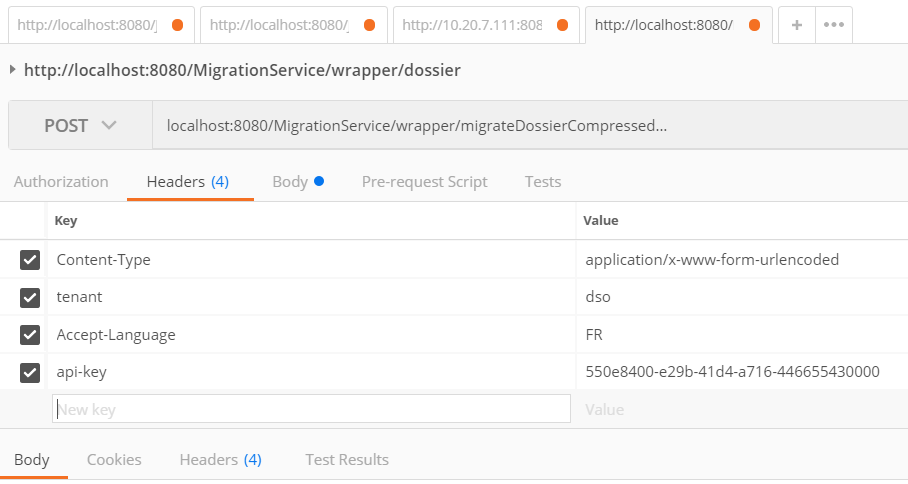 http://localhost:8080/ http://localhost:8080/ http://10.20.7.111:808 http://localhost:8080/ + •••
http://localhost:8080/MigrationService/wrapper/dossier
POST localhost:8080/MigrationService/wrapper/migrateDossierCompressed...
Authorization Headers (4) Body Pre-request Script Tests
Key Value
Content-Type application/x-www-form-urlencoded
tenant dso
Accept-Language FR
api-key 550e8400-e29b-41d4-a716-446655430000
New key Value
Body Cookies Headers (4) Test Results